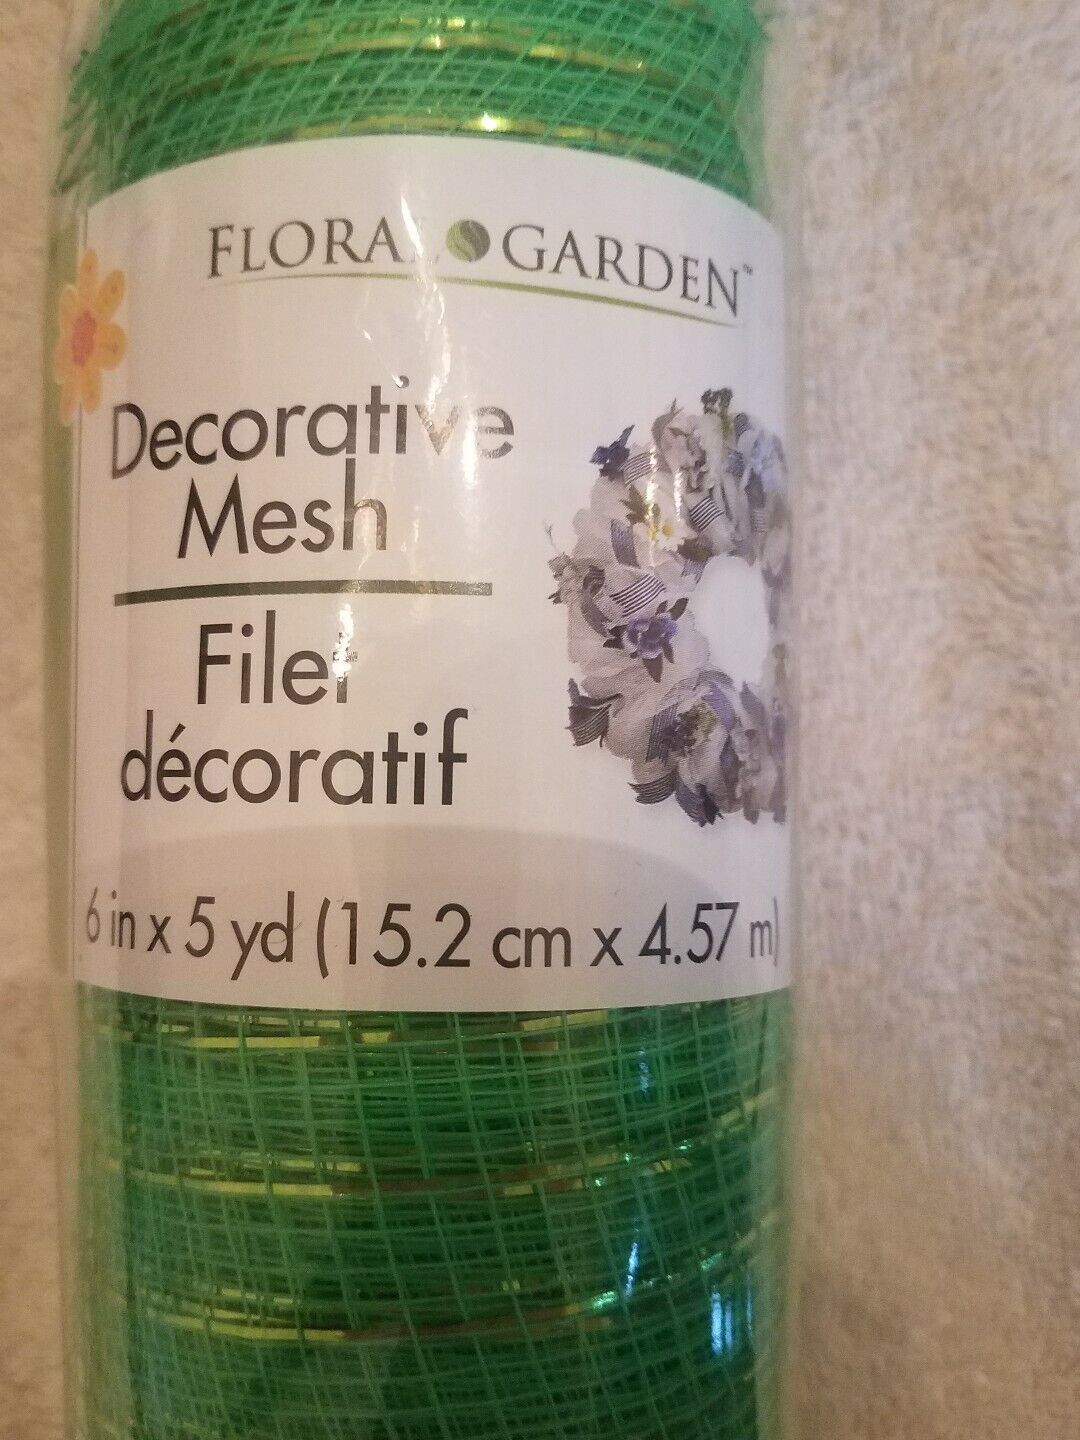 FLORAL GARDEN™
Decorative
Mesh
Filet
décoratif
6 in x 5 yd (15.2 cm x 4.57 m)